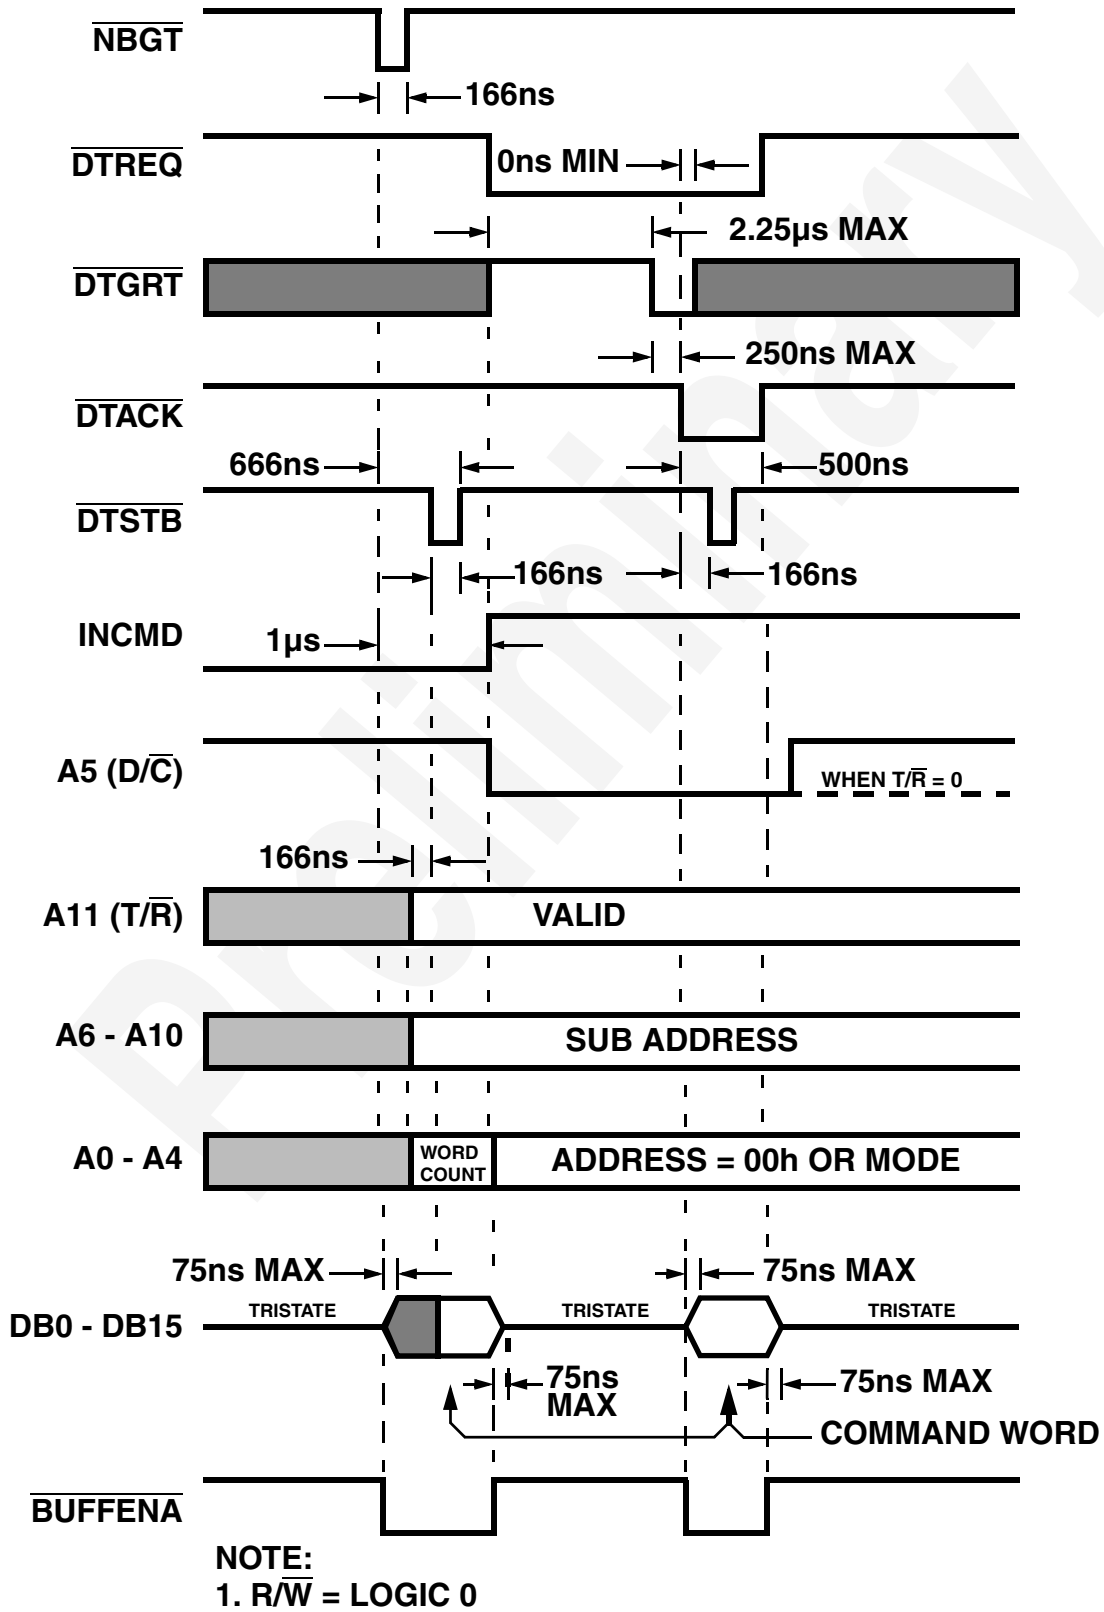 NBGT
166ns
DTREQ
0ns MIN
2.25µs MAX
DTGRT
250ns MAX
DTACK
666ns
500ns
DTSTB
166ns
166ns
INCMD
1µs
A5 (D/C)
WHEN T/R = 0
166ns
A11 (T/R)
VALID
A6 - A10
SUB ADDRESS
A0 - A4
WORD
COUNT
ADDRESS = 00h OR MODE
75ns MAX
75ns MAX
DB0 - DB15
TRISTATE
TRISTATE
TRISTATE
75ns
MAX
75ns MAX
COMMAND WORD
BUFFENA
NOTE:
1. R/W = LOGIC 0
Preliminary